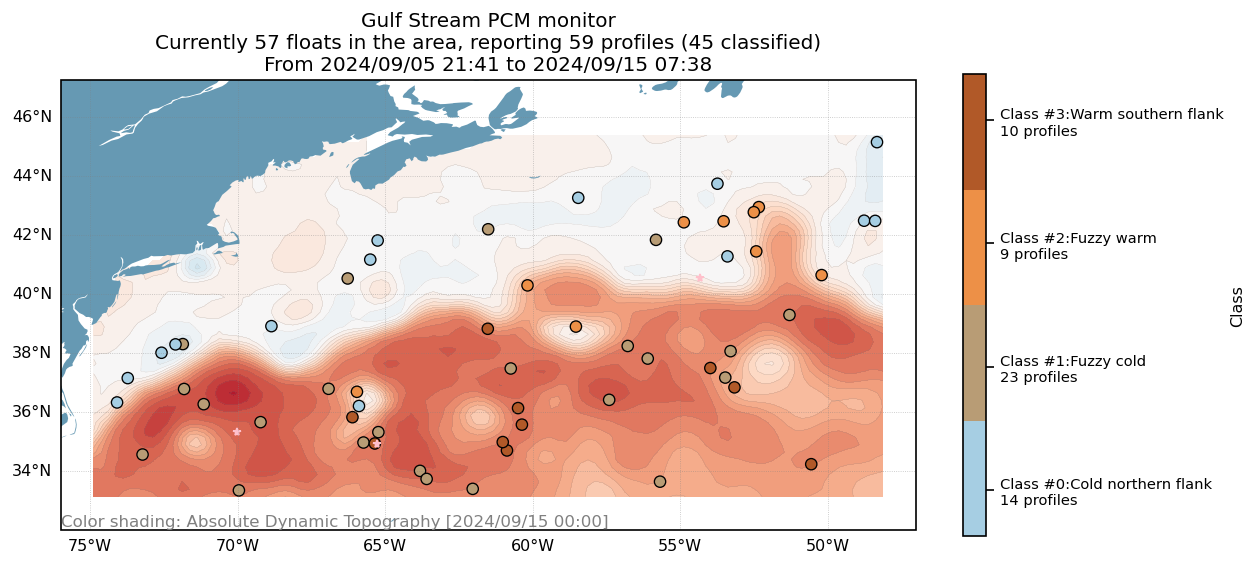 Gulf Stream PCM monitor
Currently 57 floats in the area, reporting 59 profiles (45 classified)
From 2024/09/05 21:41 to 2024/09/15 07:38
46°N
44°N
42°N
40°N
38°N
36°N
34°N
Color shading: Absolute Dynamic Topography [2024/09/15 00:00]
75°W
70°W
65°W
60°W
55°W
50°W
Class #3:Warm southern flank
10 profiles
Class #2:Fuzzy warm
9 profiles
Class #1:Fuzzy cold
23 profiles
Class #0:Cold northern flank
14 profiles
Class